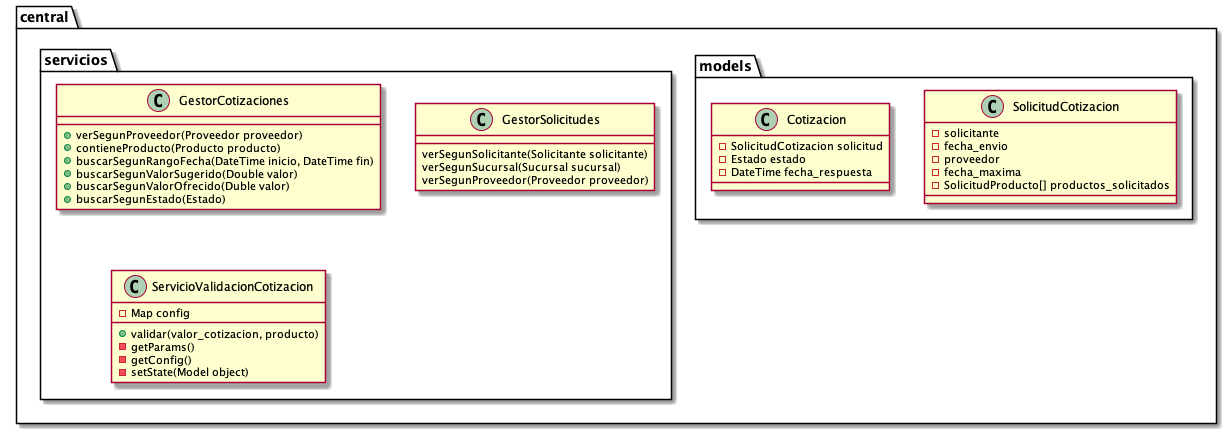 central
servicios
C GestorCotizaciones
verSegunProveedor(Proveedor proveedor)
contieneProducto(Producto producto)
buscarSegunRangoFecha(DateTime inicio, DateTime fin)
buscarSegunValorSugerido(Double valor)
buscarSegunValorOfrecido(Duble valor)
buscarSegunEstado(Estado)
C GestorSolicitudes
verSegunSolicitante(Solicitante solicitante)
verSegunSucursal(Sucursal sucursal)
verSegunProveedor(Proveedor proveedor)
C ServicioValidacionCotizacion
Map config
validar(valor_cotizacion, producto)
getParams()
getConfig()
setState(Model object)
models
C Cotizacion
SolicitudCotizacion solicitud
Estado estado
DateTime fecha_respuesta
C SolicitudCotizacion
solicitante
fecha_envio
proveedor
fecha_maxima
SolicitudProducto[] productos_solicitados